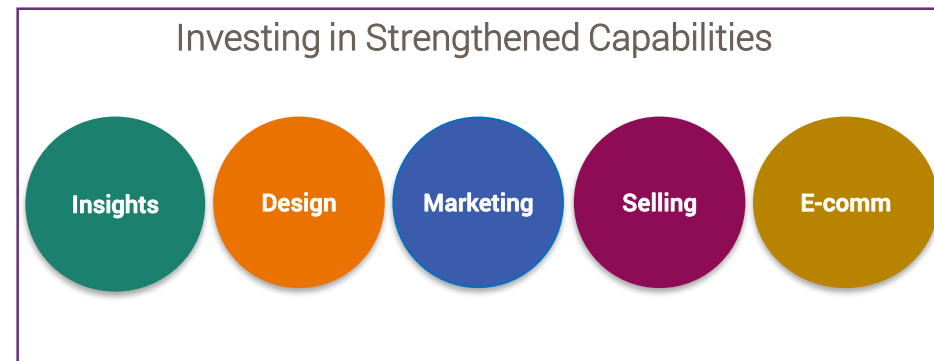 Investing in Strengthened Capabilities
Insights
Design
Marketing
Selling
E-comm